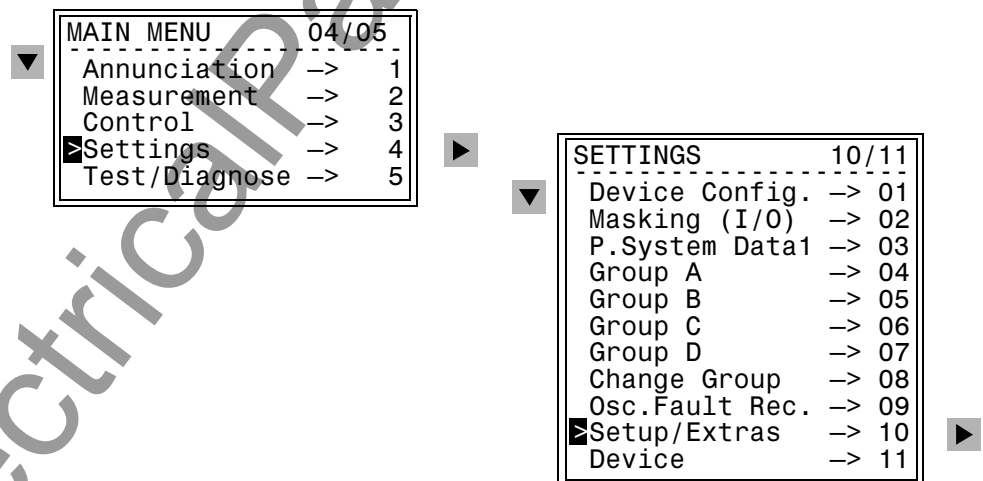 MAIN MENU 04/05
Annunciation —> 1
Measurement —> 2
Control —> 3
>Settings —> 4
Test/Diagnose —> 5
SETTINGS 10/11
Device Config. —> 01
Masking (I/O) —> 02
P.System Data1 —> 03
Group A —> 04
Group B —> 05
Group C —> 06
Group D —> 07
Change Group —> 08
Osc.Fault Rec. —> 09
>Setup/Extras —> 10
Device —> 11
ectricalPa